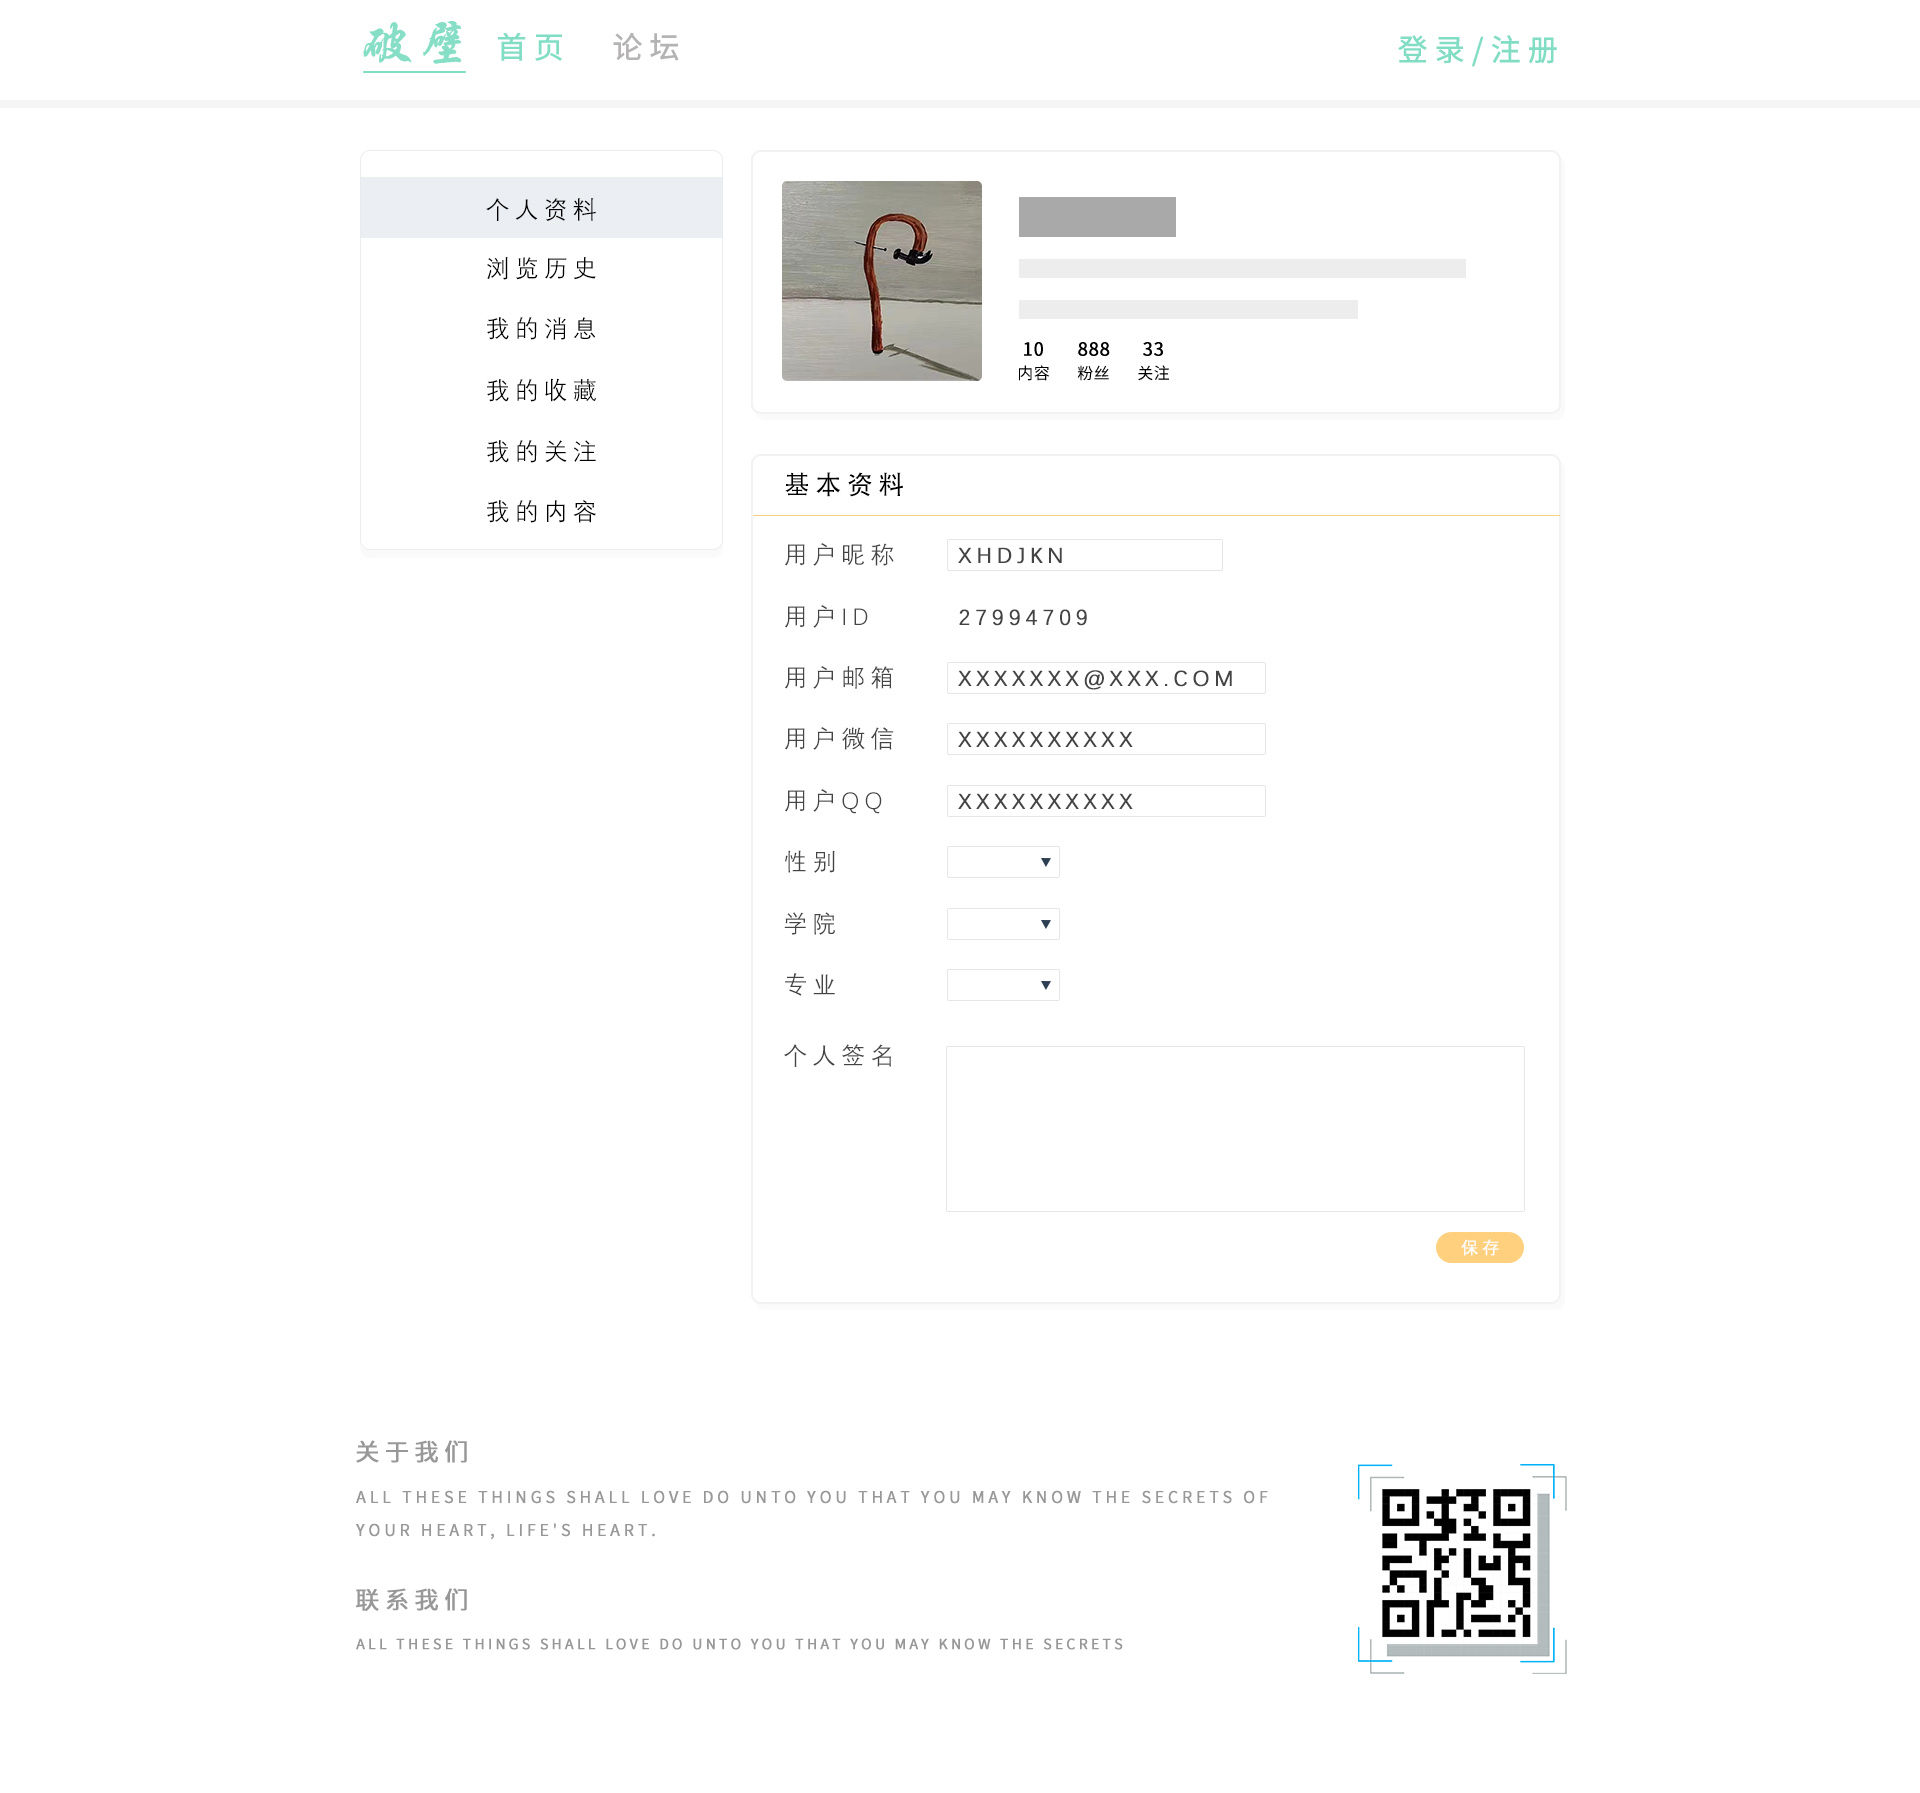 破壁 首页 论坛 登录/注册
个人资料
浏览历史
我的消息
我的收藏
我的关注
我的内容
10 888 33
内容 粉丝 关注
基本资料
用户昵称 XHDJKN
用户ID 27994709
用户邮箱 XXXXXXX@XXX.COM
用户微信 XXXXXXXXXX
用户QQ XXXXXXXXXX
性别
学院
专业
个人签名
保存
关于我们
ALL THESE THINGS SHALL LOVE DO UNTO YOU THAT YOU MAY KNOW THE SECRETS OF
YOUR HEART, LIFE'S HEART.
联系我们
ALL THESE THINGS SHALL LOVE DO UNTO YOU THAT YOU MAY KNOW THE SECRETS